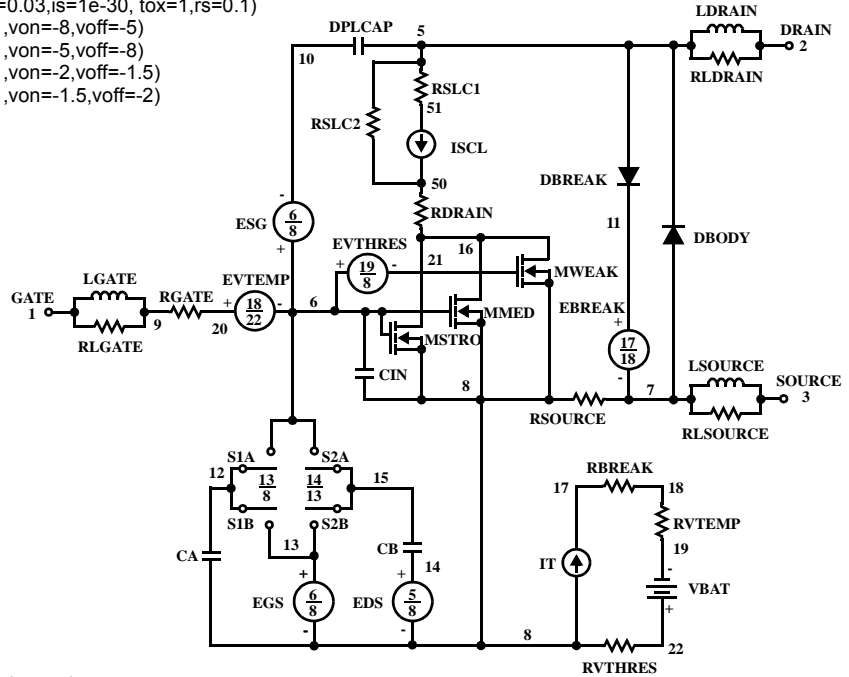 =0.03,is=1e-30, tox=1,rs=0.1)
,von=-8,voff=-5)
,von=-5,voff=-8)
,von=-2,voff=-1.5)
,von=-1.5,voff=-2)
LDRAIN
DPLCAP 5 DRAIN
10 2
RLDRAIN
RSLC1
51
RSLC2
ISCL
50
DBREAK
RDRAIN
ESG 6 8 - +
11
DBODY
EVTHRES 16
21
+ 19 8 -
MWEAK
LGATE EVTEMP
GATE RGATE + 18 22 - 6
MMED
EBREAK
1 9 20
MSTRO
+ 17 18 -
RLGATE
LSOURCE
CIN 8 7 SOURCE
3
RSOURCE
RLSOURCE
S1A S2A
12 13 8 14 13 15
RBREAK
17 18
S1B S2B
RVTEMP
13
CA CB 19
14
IT
-
VBAT
+ +
EGS 6 8 EDS 5 8
+
- -
8 22
RVTHRES